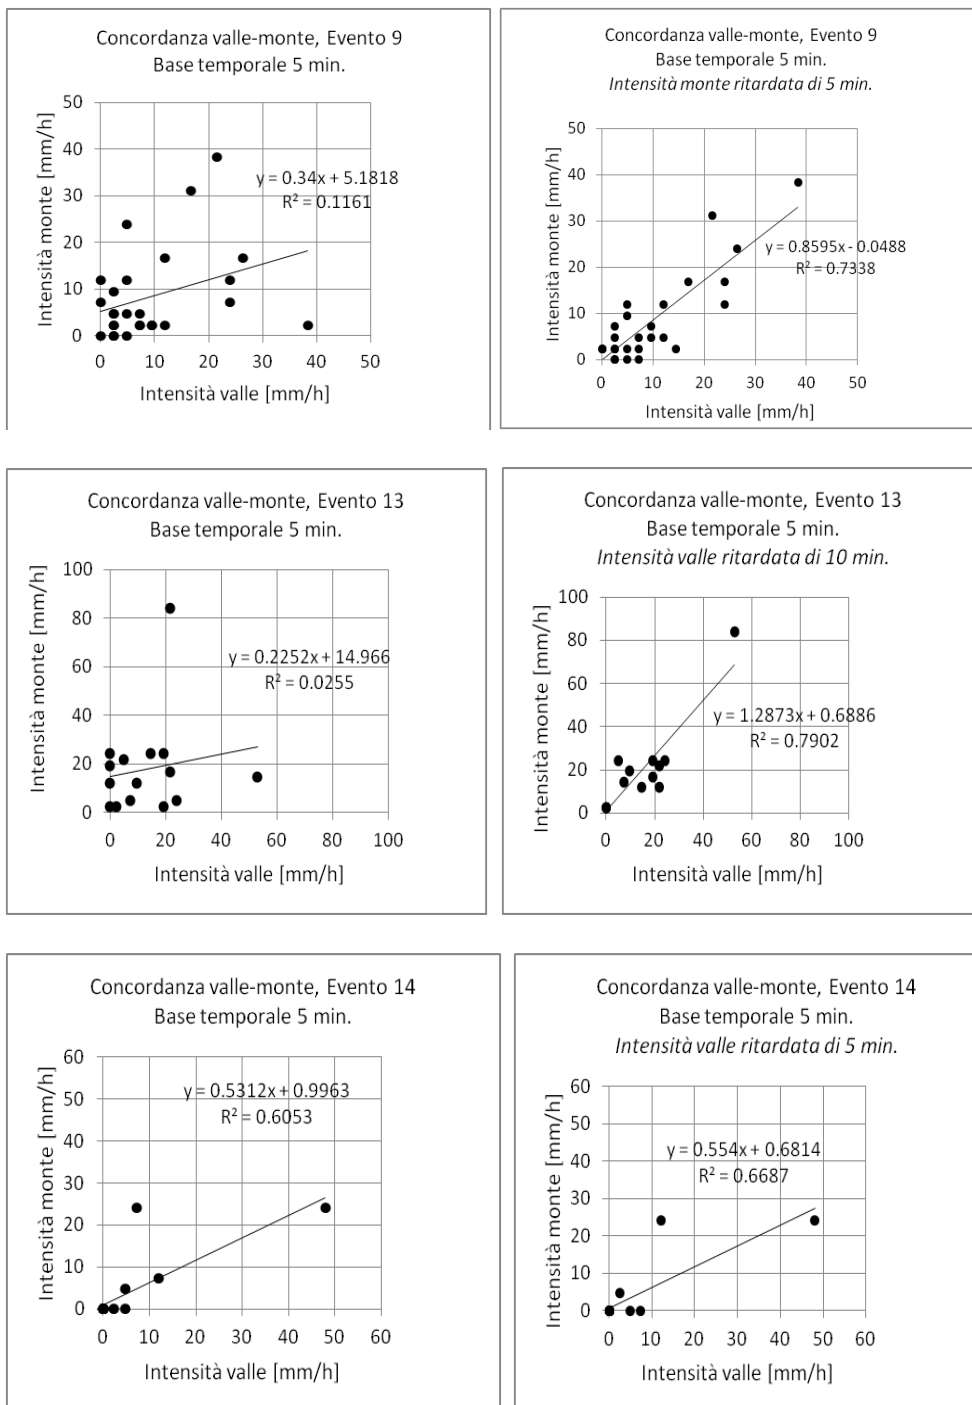 Concordanza valle-monte, Evento 9
Base temporale 5 min.
50
40
30
20
10
0
Intensità monte [mm/h]
y = 0.34x + 5.1818
R² = 0.1161
0 10 20 30 40 50
Intensità valle [mm/h]
Concordanza valle-monte, Evento 9
Base temporale 5 min.
Intensità monte ritardata di 5 min.
50
40
30
20
10
0
Intensità monte [mm/h]
y = 0.8595x - 0.0488
R² = 0.7338
0 10 20 30 40 50
Intensità valle [mm/h]
Concordanza valle-monte, Evento 13
Base temporale 5 min.
100
80
60
40
20
0
Intensità monte [mm/h]
y = 0.2252x + 14.966
R² = 0.0255
0 20 40 60 80 100
Intensità valle [mm/h]
Concordanza valle-monte, Evento 13
Base temporale 5 min.
Intensità valle ritardata di 10 min.
100
80
60
40
20
0
Intensità monte [mm/h]
y = 1.2873x + 0.6886
R² = 0.7902
0 20 40 60 80 100
Intensità valle [mm/h]
Concordanza valle-monte, Evento 14
Base temporale 5 min.
60
50
40
30
20
10
0
Intensità monte [mm/h]
y = 0.5312x + 0.9963
R² = 0.6053
0 10 20 30 40 50 60
Intensità valle [mm/h]
Concordanza valle-monte, Evento 14
Base temporale 5 min.
Intensità valle ritardata di 5 min.
60
50
40
30
20
10
0
Intensità monte [mm/h]
y = 0.554x + 0.6814
R² = 0.6687
0 10 20 30 40 50 60
Intensità valle [mm/h]